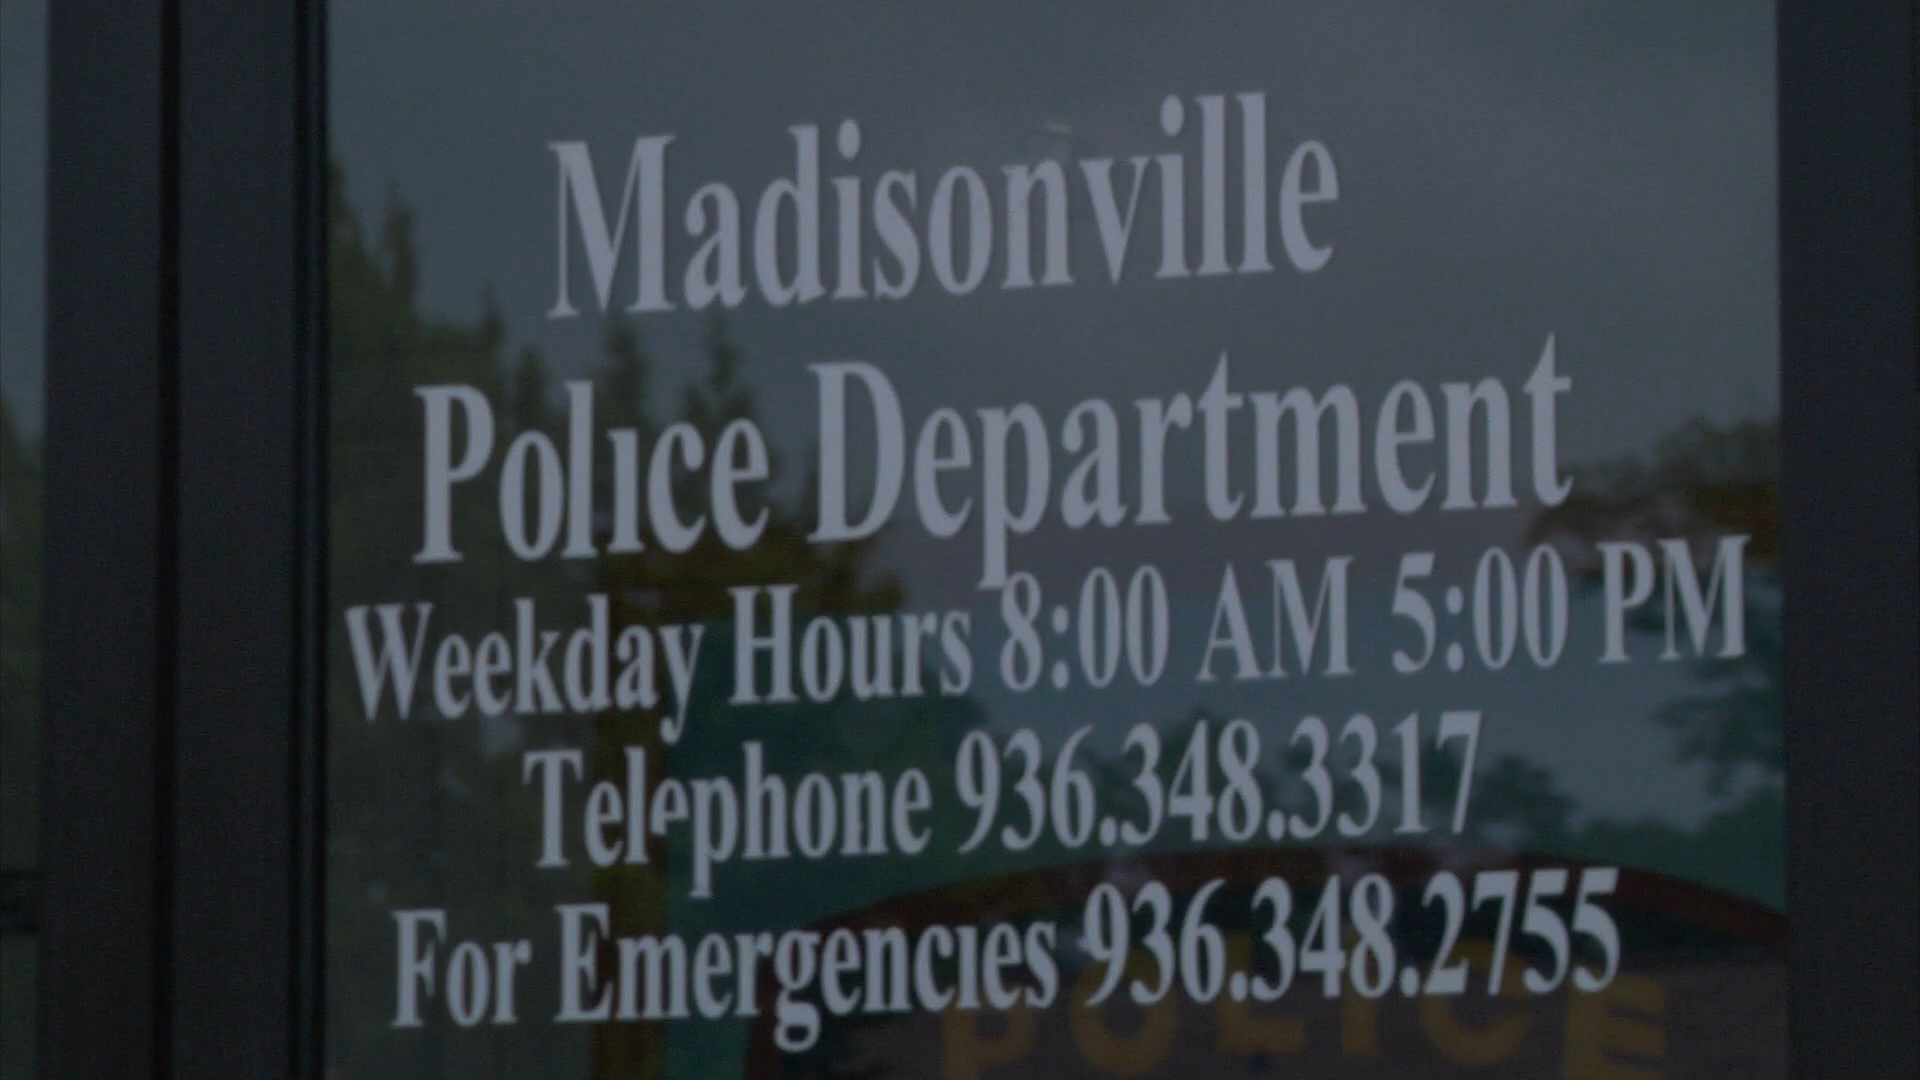 Madisonville
Police Department
Weekday Hours 8:00 AM 5:00 PM
Telephone 936.348.3317
For Emergencies 936.348.2755
POLICE